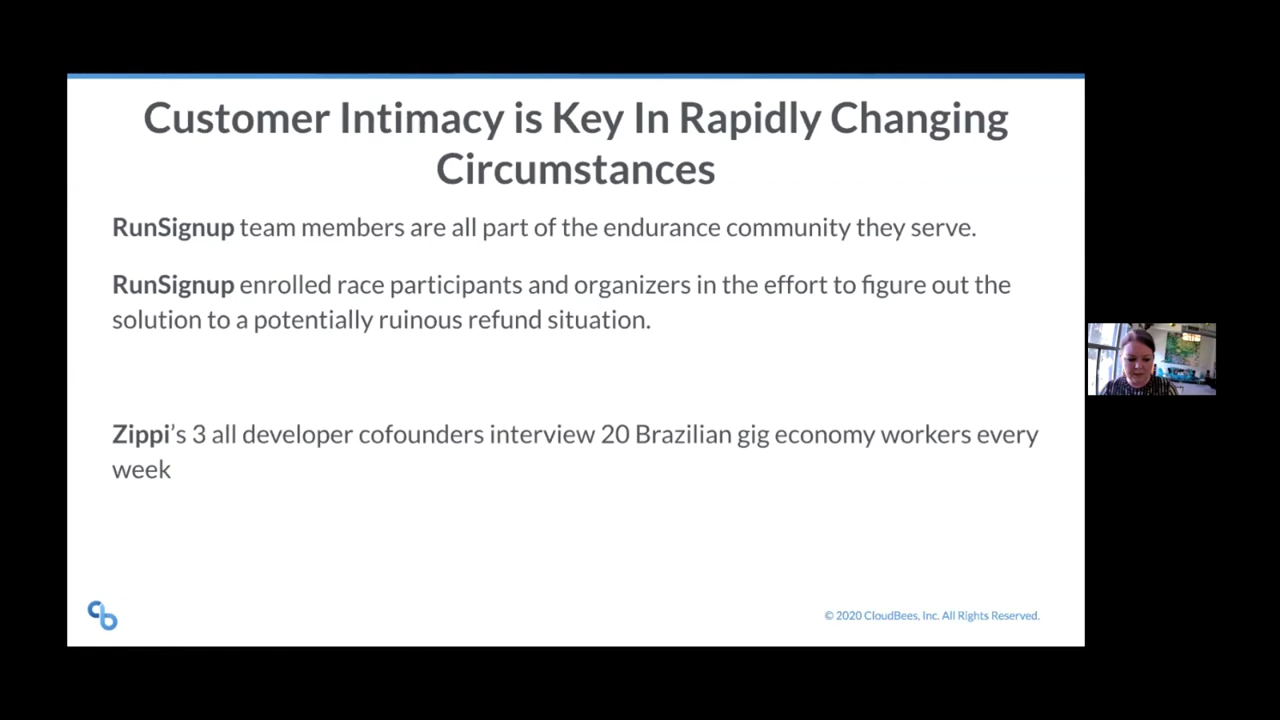 Customer Intimacy is Key In Rapidly Changing
Circumstances
RunSignup team members are all part of the endurance community they serve.
RunSignup enrolled race participants and organizers in the effort to figure out the
solution to a potentially ruinous refund situation.
Zippi's 3 all developer cofounders interview 20 Brazilian gig economy workers every
week
© 2020 CloudBees, Inc. All Rights Reserved.